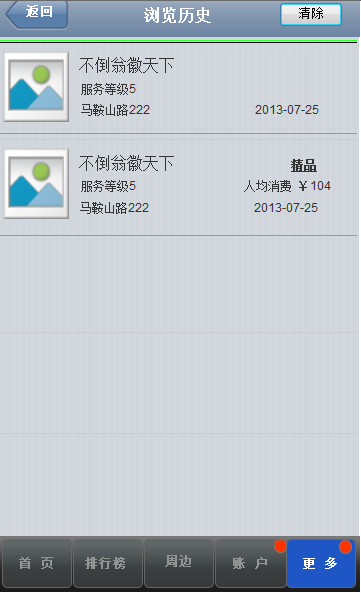 返回
浏览历史
清除
不倒翁徽天下
服务等级5
马鞍山路222
2013-07-25
不倒翁徽天下
精品
服务等级5
人均消费 ￥104
马鞍山路222
2013-07-25
首 页
排行榜
周边
账 户
更 多